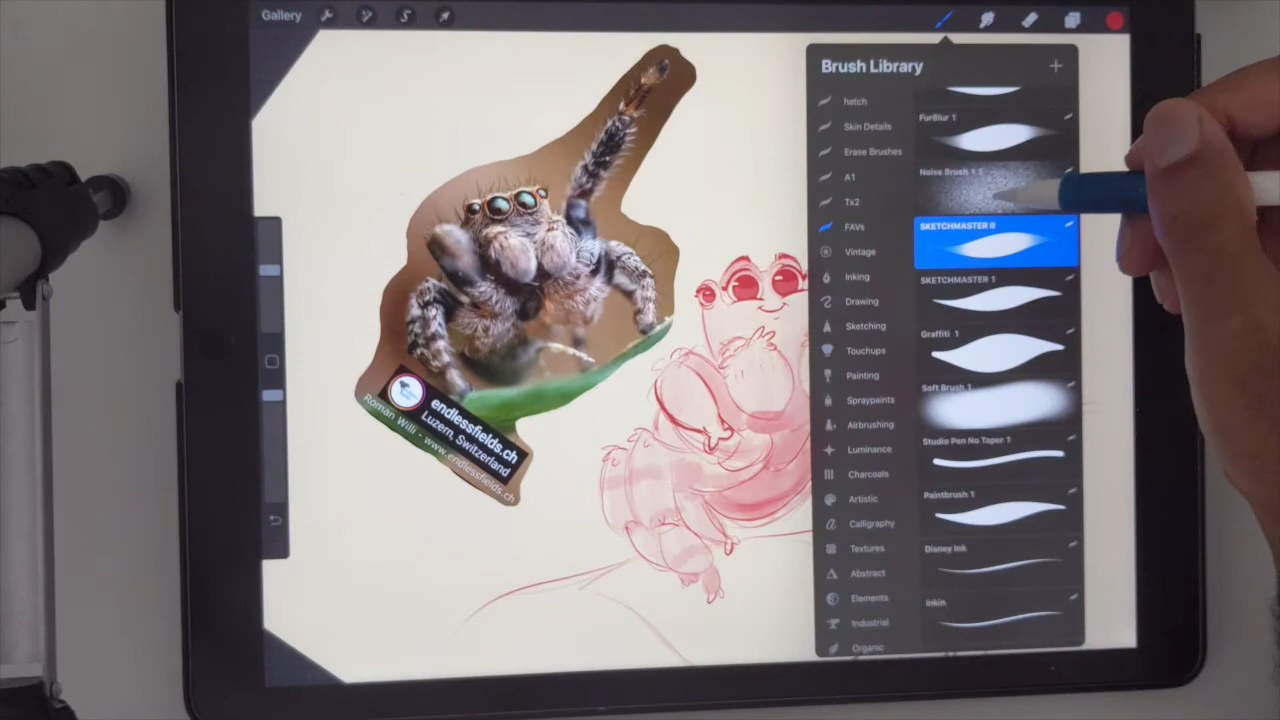 Gallery
Brush Library
hatch
Skin Details
Erase Brushes
A1
Tx2
FAVs
Vintage
Inking
Drawing
Sketching
Touchups
Painting
Spraypaints
Airbrushing
Luminance
Charcoals
Artistic
Calligraphy
Textures
Abstract
Elements
Industrial
Organic
FurBlur 1
Noise Brush 1 1
SKETCHMASTER II
SKETCHMASTER 1
Graffiti 1
Soft Brush 1
Studio Pen No Taper 1
Paintbrush 1
Disney Ink
Inkin
endlessfields.ch
Luzern, Switzerland
Roman Willi - www.endlessfields.ch